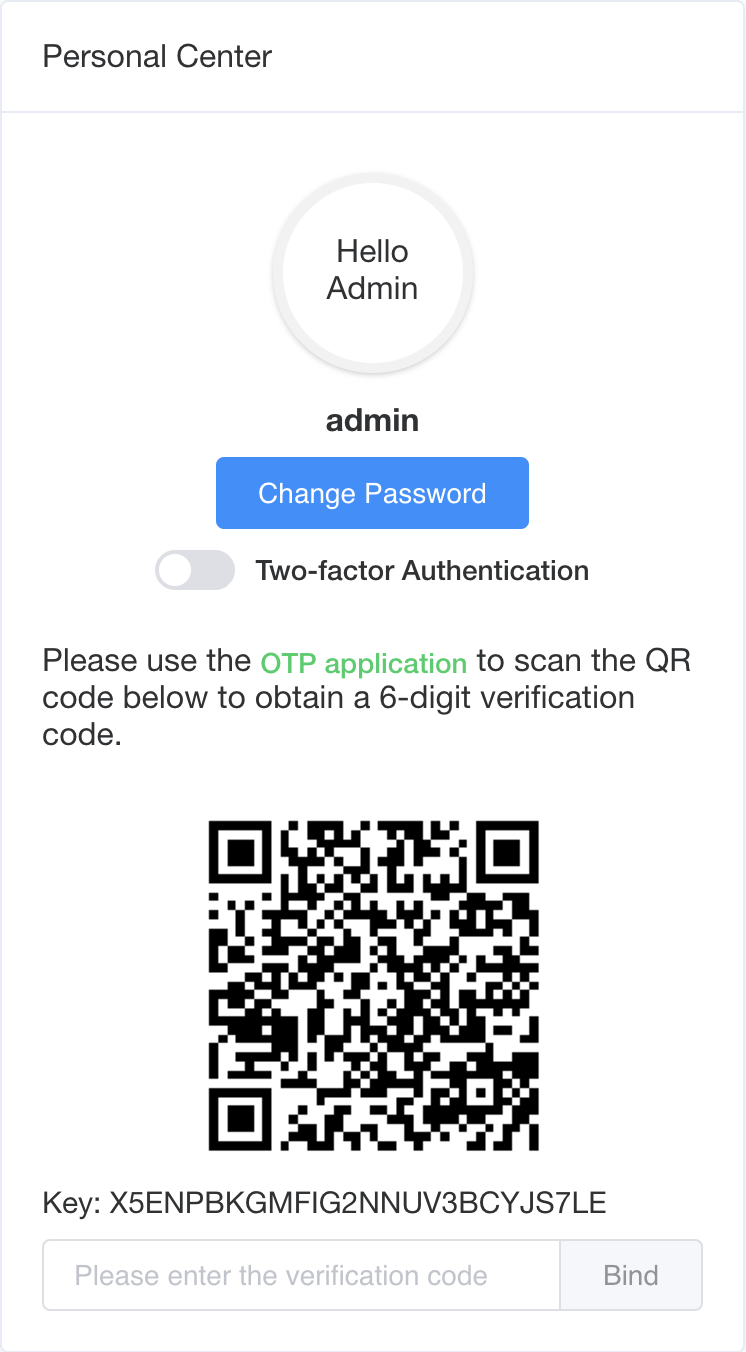 Personal Center
Hello
Admin
admin
Change Password
Two-factor Authentication
Please use the OTP application to scan the QR
code below to obtain a 6-digit verification
code.
Key: X5ENPBKGMFIG2NNUV3BCYJS7LE
Please enter the verification code Bind